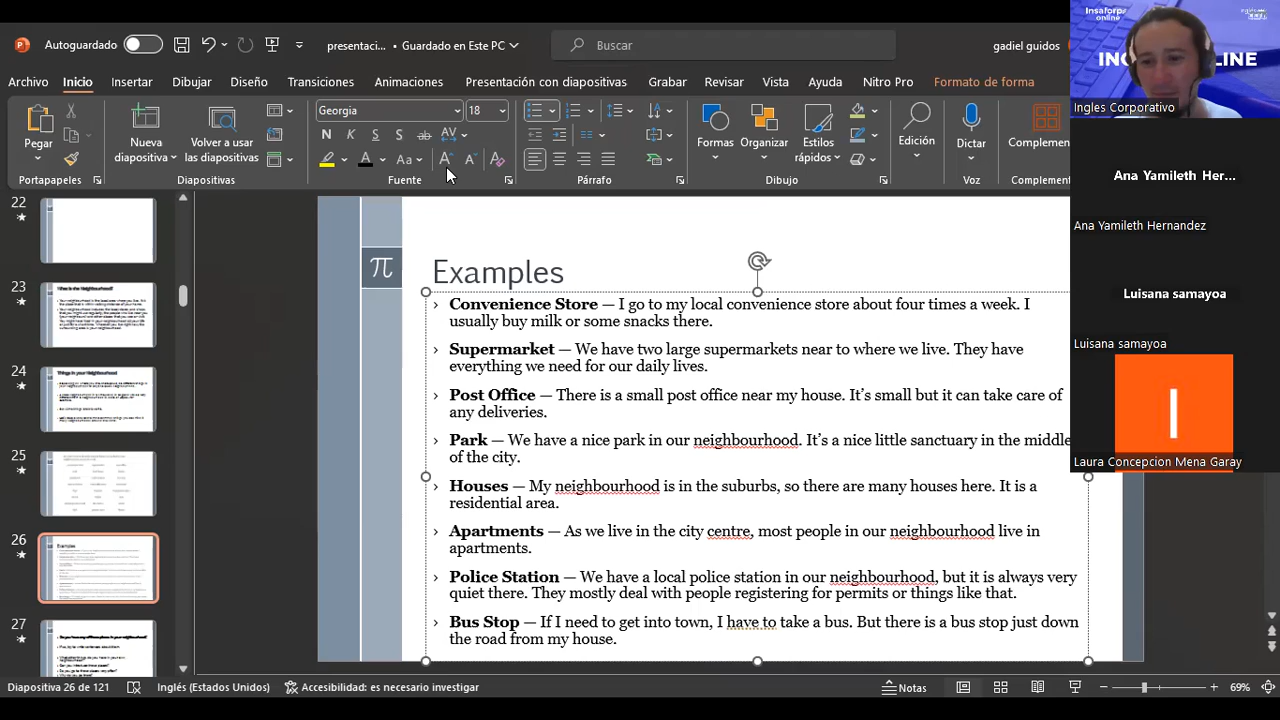 Autoguardado
present... • Guardado en Este PC
Buscar
gadiel guidos
Archivo Inicio Insertar Dibujar Diseño Transiciones Animaciones Presentación con diapositivas Grabar Revisar Vista Ayuda Nitro Pro Formato de forma
Georgia 18
Pegar
Nueva diapositiva
Volver a usar las diapositivas
N
K
S
S
ab
AV
Aa
Formas
Organizar
Estilos rápidos
Edición
Dictar
Complemen
Portapapeles
Diapositivas
Fuente
Párrafo
Dibujo
Voz
Complement
Insaforp online
Ingles Corporativo
Ana Yamileth Her...
Ana Yamileth Hernandez
Luisana samayoa
Luisana samayoa
I
Laura Concepcion Mena Garay
22
23
24
25
26
27
Examples
π
Examples
› Convenience Store — I go to my local convenience store about four times a week. I
usually buy milk or some snacks there.
› Supermarket — We have two large supermarkets near to where we live. They have
everything we need for our daily lives.
› Post Office — There is a small post office near my house. It's small but it can take care of
any deliveries.
› Park — We have a nice park in our neighbourhood. It's a nice little sanctuary in the middle
of the city.
› House — My neighbourhood is in the suburbs, there are many houses here. It is a
residential area.
› Apartments — As we live in the city centre, most people in our neighbourhood live in
apartments.
› Police Station — We have a local police station our neighbourhood, but it is always very
quiet there. They mostly deal with people registering for permits or things like that.
› Bus Stop — If I need to get into town, I have to take a bus. But there is a bus stop just down
the road from my house.
Diapositiva 26 de 121
Inglés (Estados Unidos)
Accesibilidad: es necesario investigar
Notas
69%